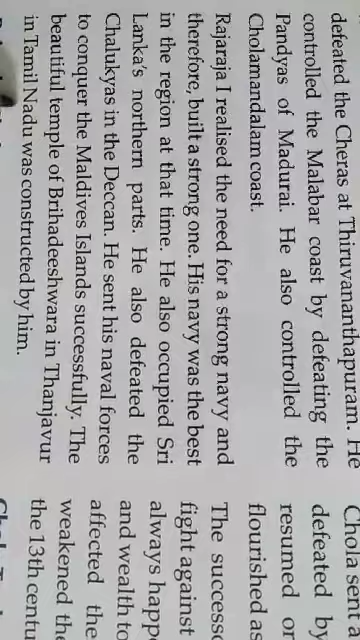 defeated the Cheras at Thiruvananthapuram. He
controlled the Malabar coast by defeating the
Pandyas of Madurai. He also controlled the
Cholamandalam coast.
Rajaraja I realised the need for a strong navy and
therefore, built a strong one. His navy was the best
in the region at that time. He also occupied Sri
Lanka's northern parts. He also defeated the
Chalukyas in the Deccan. He sent his naval forces
to conquer the Maldives Islands successfully. The
beautiful temple of Brihadeeshwara in Thanjavur
in Tamil Nadu was constructed by him.
Chola sent a
defeated by
resumed
flourished as
The
fight against
always
and wealth to
affected the
weakened the
the 13th